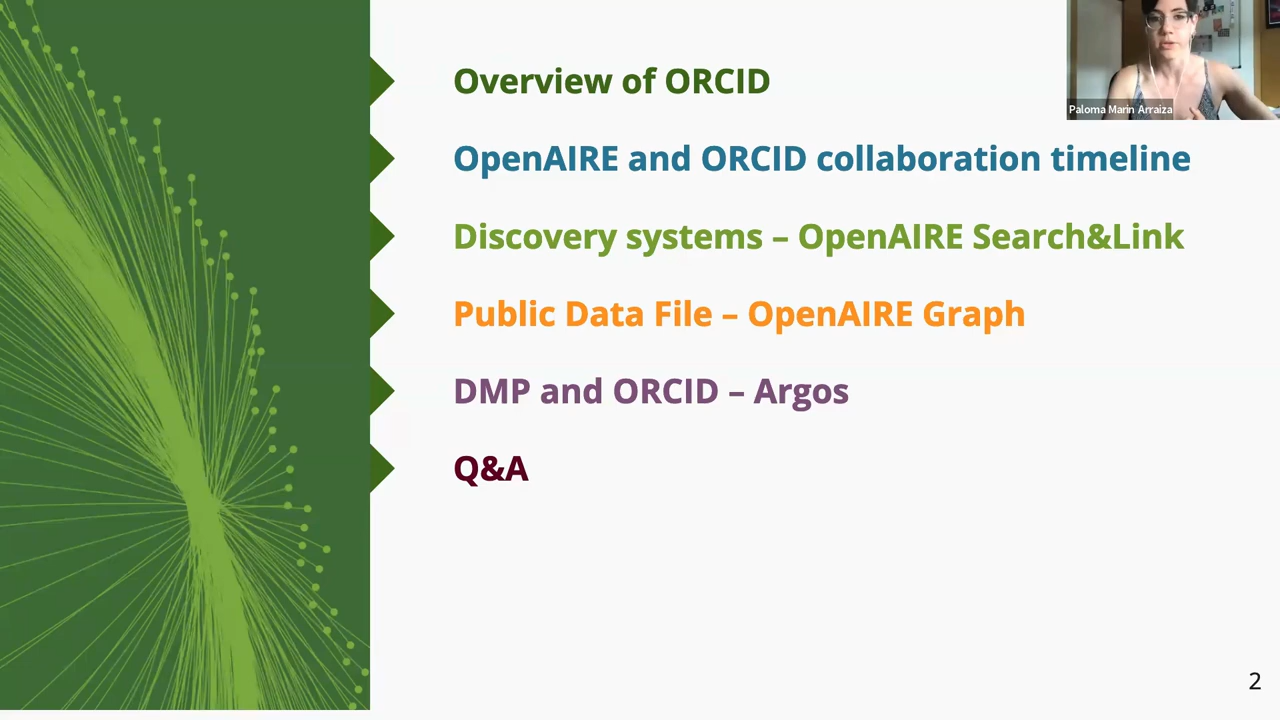 Overview of ORCID
Paloma Marin Arraiza
OpenAIRE and ORCID collaboration timeline
Discovery systems – OpenAIRE Search&Link
Public Data File – OpenAIRE Graph
DMP and ORCID – Argos
Q&A
2